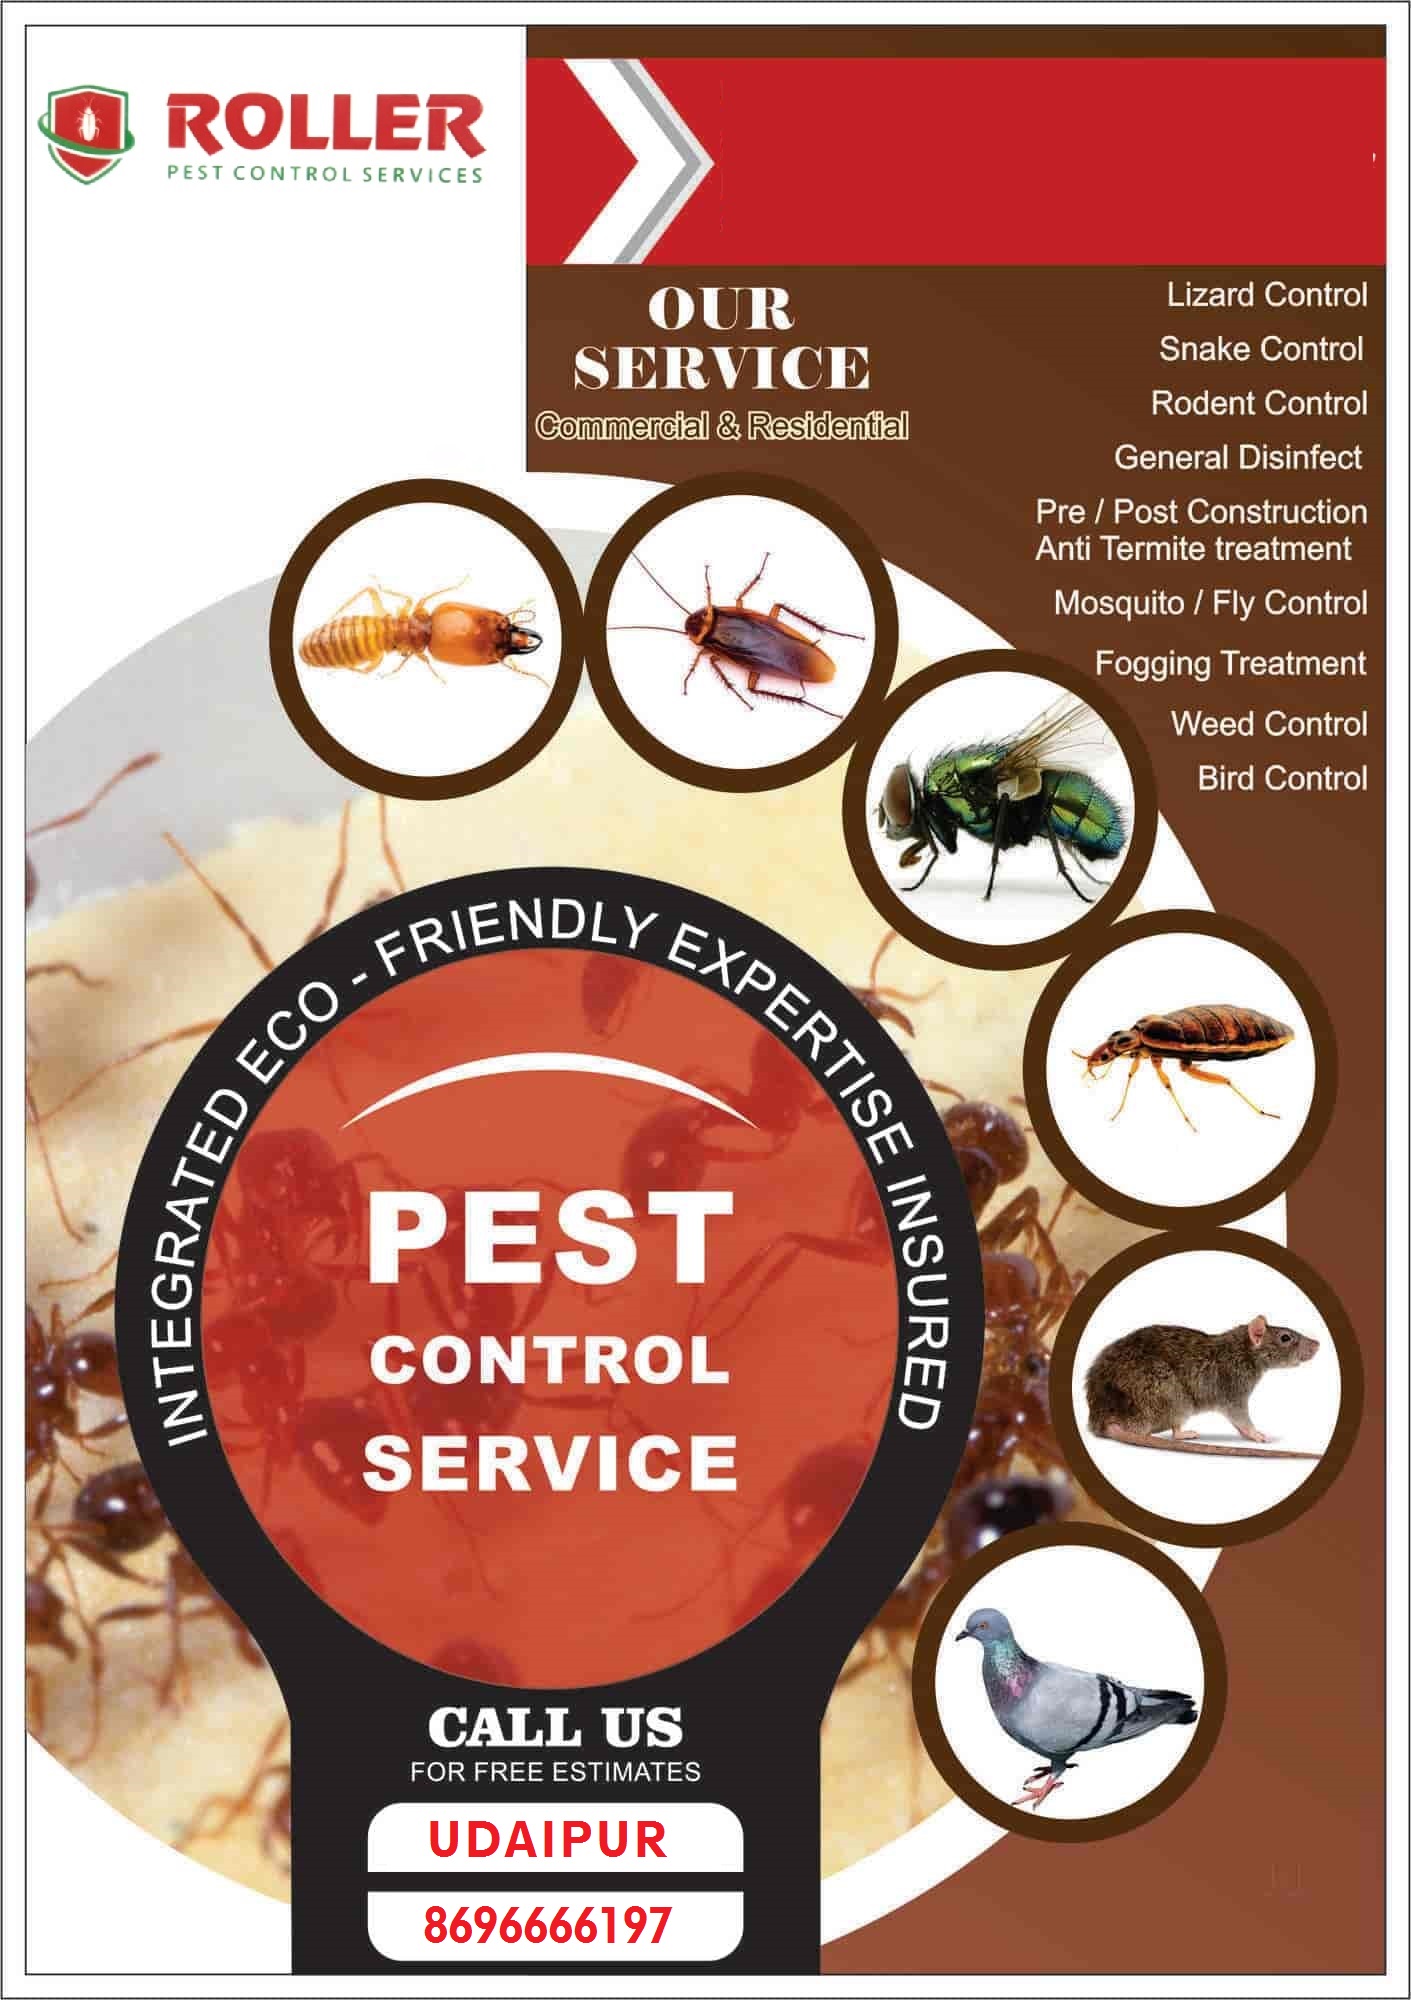 ROLLER
PEST CONTROL SERVICES
OUR
SERVICE
Commercial & Residential
Lizard Control
Snake Control
Rodent Control
General Disinfect
Pre / Post Construction
Anti Termite treatment
Mosquito / Fly Control
Fogging Treatment
Weed Control
Bird Control
INTEGRATED ECO - FRIENDLY EXPERTISE INSURED
PEST
CONTROL
SERVICE
CALL US
FOR FREE ESTIMATES
UDAIPUR
8696666197